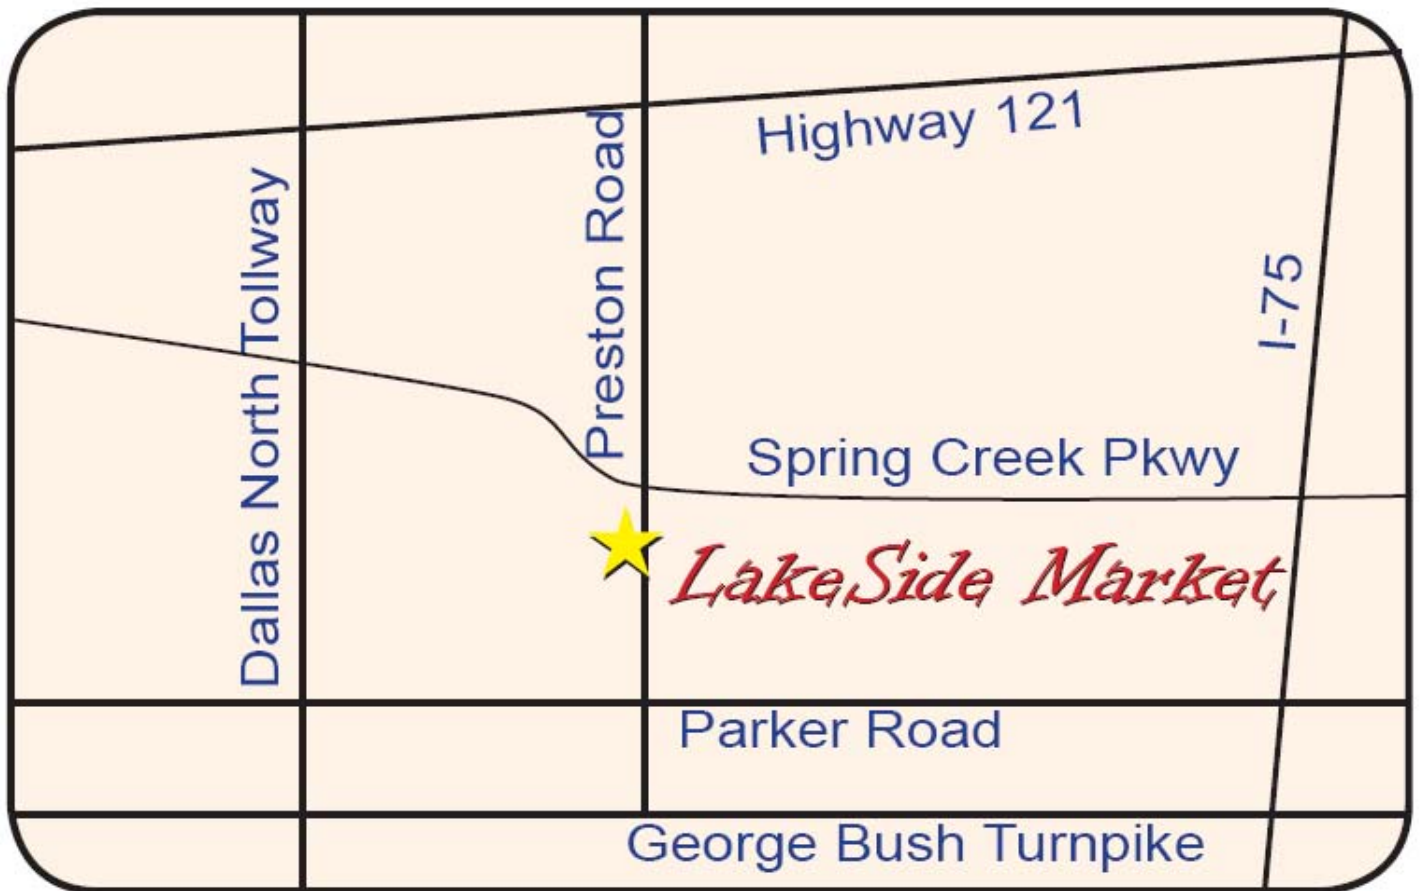 Highway 121
Preston Road
Dallas North Tollway
I-75
Spring Creek Pkwy
LakeSide Market
Parker Road
George Bush Turnpike